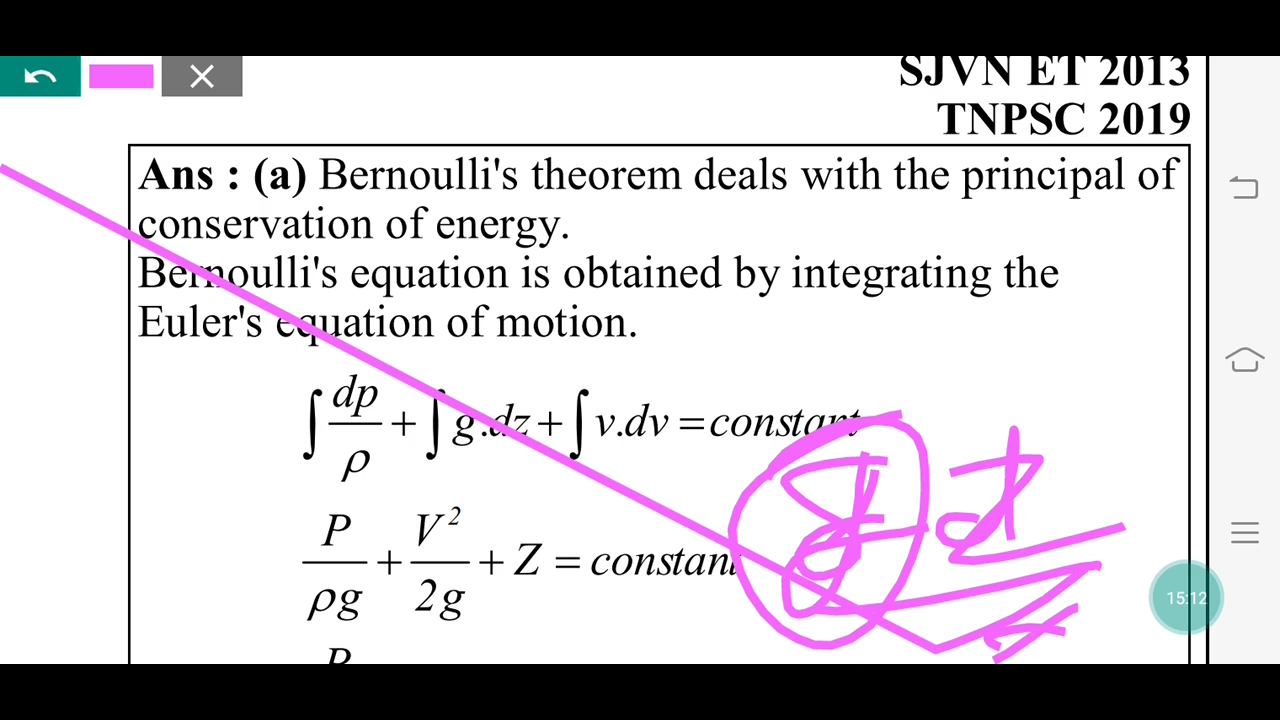 SJVN ET 2013
TNPSC 2019
Ans : (a) Bernoulli's theorem deals with the principal of
conservation of energy.
Bernoulli's equation is obtained by integrating the
Euler's equation of motion.
∫ dp/ρ + ∫ g.dz + ∫ v.dv = constant
P/ρg + V²/2g + Z = constant
15:12